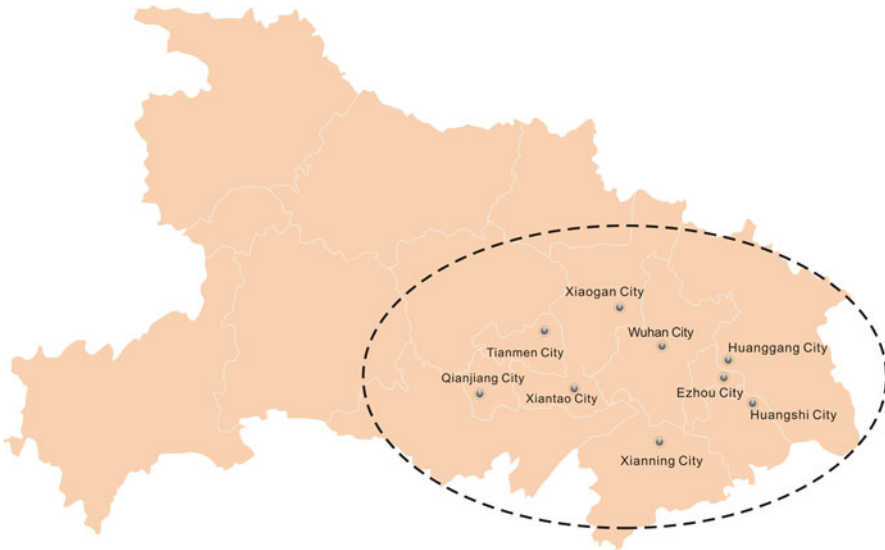 Xiaogan City
Wuhan City
Tianmen City
Huanggang City
Qianjiang City
Xiantao City
Ezhou City
Huangshi City
Xianning City